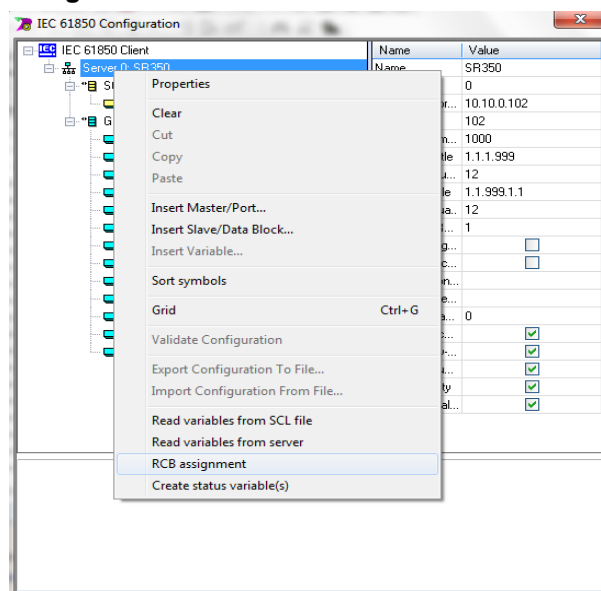 IEC 61850 Configuration
IEC IEC 61850 Client
Name Value
Server 0: SR350
Name SR350
Properties
0
10.10.0.102
Clear
G 102
Cut
1000
Copy
1.1.1.999
Paste
12
1.1.999.1.1
Insert Master/Port...
12
Insert Slave/Data Block...
1
Insert Variable...
Sort symbols
Grid Ctrl+G
0
Validate Configuration
Export Configuration To File...
Import Configuration From File...
Read variables from SCL file
Read variables from server
RCB assignment
Create status variable(s)